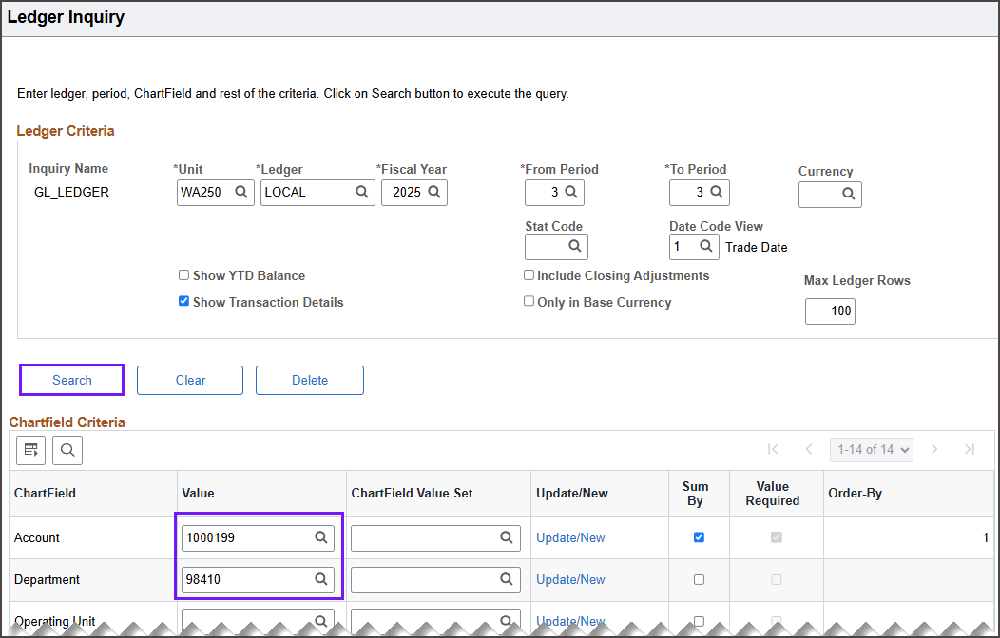 Ledger Inquiry
Enter ledger, period, ChartField and rest of the criteria. Click on Search button to execute the query.
Ledger Criteria
Inquiry Name *Unit *Ledger *Fiscal Year *From Period *To Period Currency
GL_LEDGER WA250 LOCAL 2025 3 3
Stat Code Date Code View
1 Trade Date
Show YTD Balance Include Closing Adjustments Max Ledger Rows
Show Transaction Details Only in Base Currency
100
Search Clear Delete
Chartfield Criteria
1-14 of 14
ChartField Value ChartField Value Set Update/New Sum By Value Required Order-By
Account 1000199 Update/New 1
Department 98410 Update/New
Operating Unit Update/New